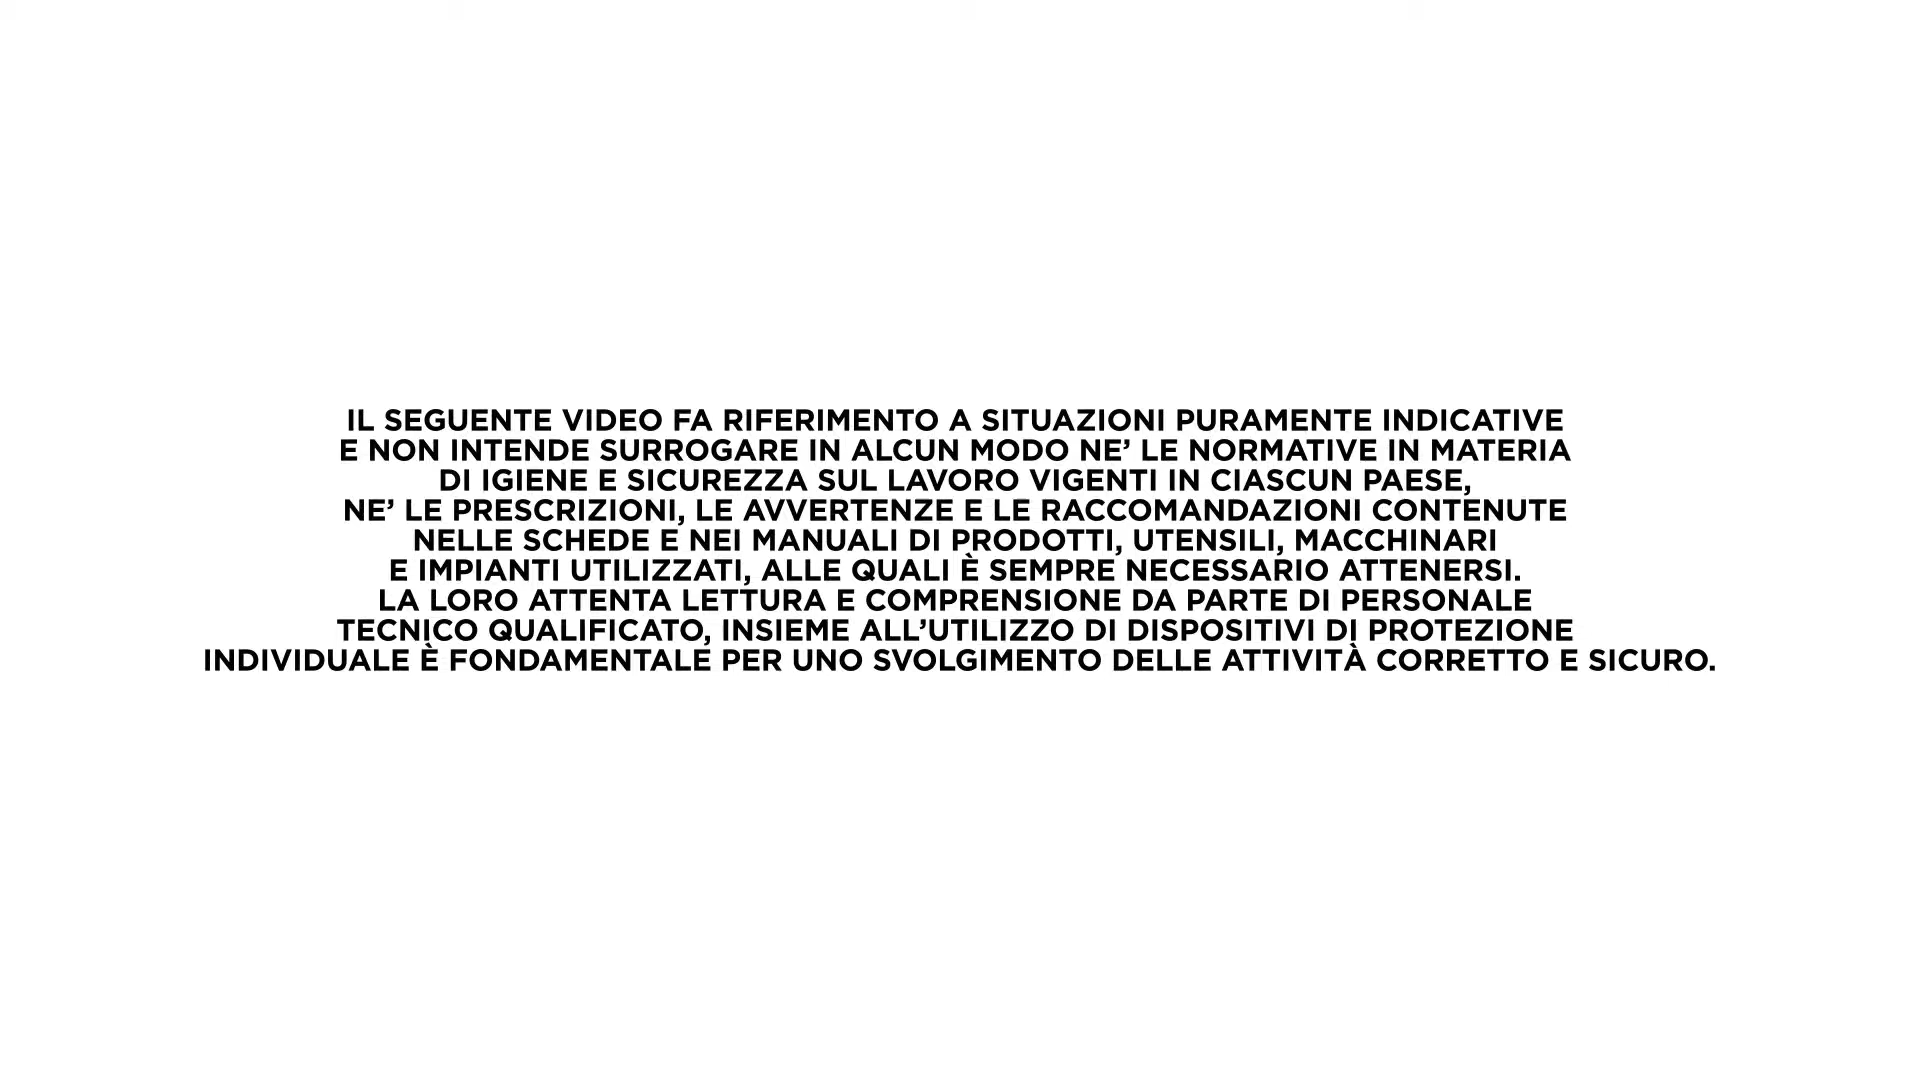 IL SEGUENTE VIDEO FA RIFERIMENTO A SITUAZIONI PURAMENTE INDICATIVE
E NON INTENDE SURROGARE IN ALCUN MODO NE’ LE NORMATIVE IN MATERIA
DI IGIENE E SICUREZZA SUL LAVORO VIGENTI IN CIASCUN PAESE,
NE’ LE PRESCRIZIONI, LE AVVERTENZE E LE RACCOMANDAZIONI CONTENUTE
NELLE SCHEDE E NEI MANUALI DI PRODOTTI, UTENSILI, MACCHINARI
E IMPIANTI UTILIZZATI, ALLE QUALI È SEMPRE NECESSARIO ATTENERSI.
LA LORO ATTENTA LETTURA E COMPRENSIONE DA PARTE DI PERSONALE
TECNICO QUALIFICATO, INSIEME ALL’UTILIZZO DI DISPOSITIVI DI PROTEZIONE
INDIVIDUALE È FONDAMENTALE PER UNO SVOLGIMENTO DELLE ATTIVITÀ CORRETTO E SICURO.